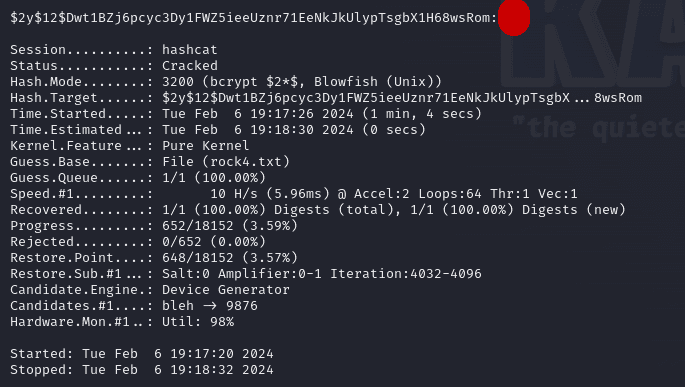 $2y$12$Dwt1BZj6pcyc3Dy1FWZ5ieeUznr71EeNkJkUlypTsgbX1H68wsRom:
Session..........: hashcat
Status...........: Cracked
Hash.Mode........: 3200 (bcrypt $2*$, Blowfish (Unix))
Hash.Target......: $2y$12$Dwt1BZj6pcyc3Dy1FWZ5ieeUznr71EeNkJkUlypTsgbX...8wsRom
Time.Started.....: Tue Feb  6 19:17:26 2024 (1 min, 4 secs)
Time.Estimated...: Tue Feb  6 19:18:30 2024 (0 secs)
Kernel.Feature...: Pure Kernel
Guess.Base.......: File (rock4.txt)
Guess.Queue......: 1/1 (100.00%)
Speed.#1.........:       10 H/s (5.96ms) @ Accel:2 Loops:64 Thr:1 Vec:1
Recovered........: 1/1 (100.00%) Digests (total), 1/1 (100.00%) Digests (new)
Progress.........: 652/18152 (3.59%)
Rejected.........: 0/652 (0.00%)
Restore.Point....: 648/18152 (3.57%)
Restore.Sub.#1...: Salt:0 Amplifier:0-1 Iteration:4032-4096
Candidate.Engine.: Device Generator
Candidates.#1....: bleh -> 9876
Hardware.Mon.#1..: Util: 98%
Started: Tue Feb  6 19:17:20 2024
Stopped: Tue Feb  6 19:18:32 2024
KA
"the quiete